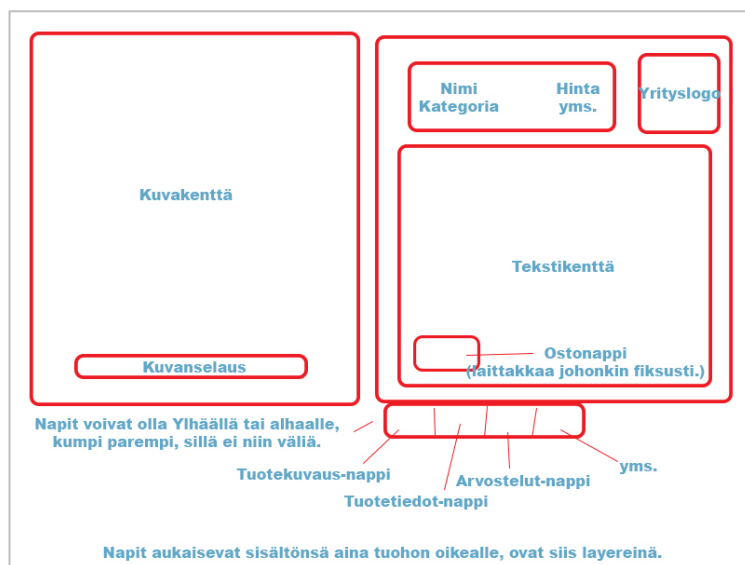 Nimi Hinta
Kategoria yms.
Yrityslogo
Kuvakenttä
Tekstikenttä
Ostonappi
(laittakkaa johonkin fiksusti.)
Kuvanselaus
Napit voivat olla Ylhäällä tai alhaalle,
kumpi parempi, sillä ei niin väliä.
Tuotekuvaus-nappi
Tuotetiedot-nappi
Arvostelut-nappi
yms.
Napit aukaisevat sisältönsä aina tuohon oikealle, ovat siis layereinä.